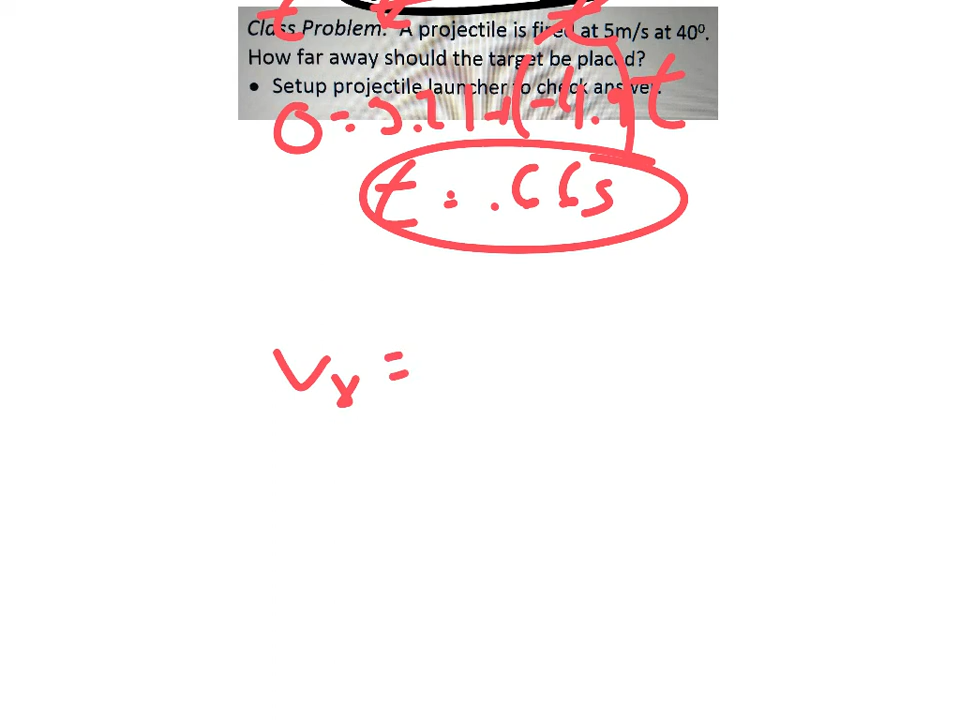 Class Problem: A projectile is fired at 5m/s at 40º.
How far away should the target be placed?
• Setup projectile launcher to check answer.
0 = 3.21 + (-4.9)t
t = .66s
Vx =